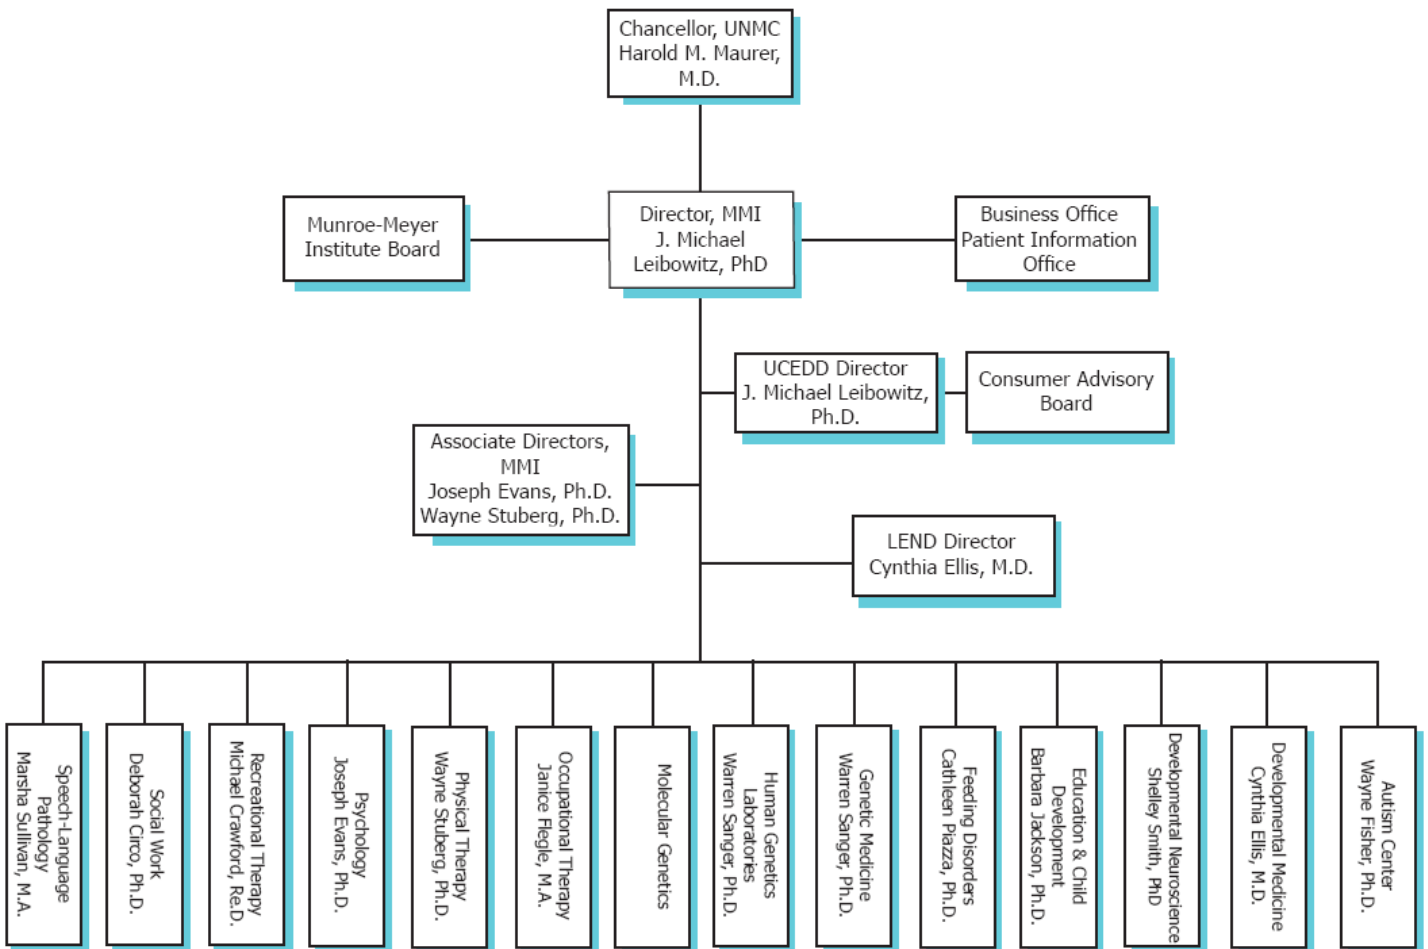 Chancellor, UNMC
Harold M. Maurer,
M.D.
Munroe-Meyer
Institute Board
Director, MMI
J. Michael
Leibowitz, PhD
Business Office
Patient Information
Office
UCEDD Director
J. Michael Leibowitz,
Ph.D.
Consumer Advisory
Board
Associate Directors,
MMI
Joseph Evans, Ph.D.
Wayne Stuberg, Ph.D.
LEND Director
Cynthia Ellis, M.D.
Speech-Language
Pathology
Marsha Sullivan, M.A.
Social Work
Deborah Circo, Ph.D.
Recreational Therapy
Michael Crawford, Re.D.
Psychology
Joseph Evans, Ph.D.
Physical Therapy
Wayne Stuberg, Ph.D.
Occupational Therapy
Janice Flegle, M.A.
Molecular Genetics
Human Genetics
Laboratories
Warren Sanger, Ph.D.
Genetic Medicine
Warren Sanger, Ph.D.
Feeding Disorders
Cathleen Piazza, Ph.D.
Education & Child
Development
Barbara Jackson, Ph.D.
Developmental Neuroscience
Shelley Smith, PhD
Developmental Medicine
Cynthia Ellis, M.D.
Autism Center
Wayne Fisher, Ph.D.